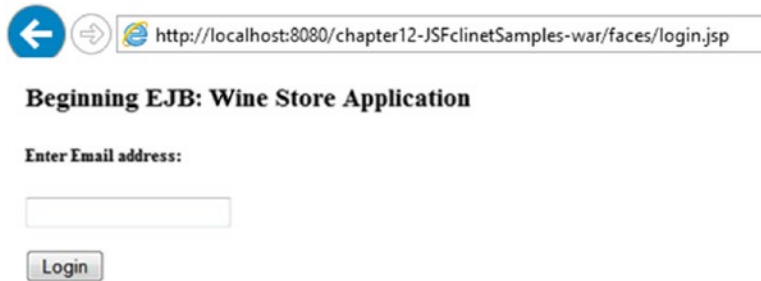 http://localhost:8080/chapter12-JSFclinetSamples-war/faces/login.jsp
Beginning EJB: Wine Store Application
Enter Email address:
Login